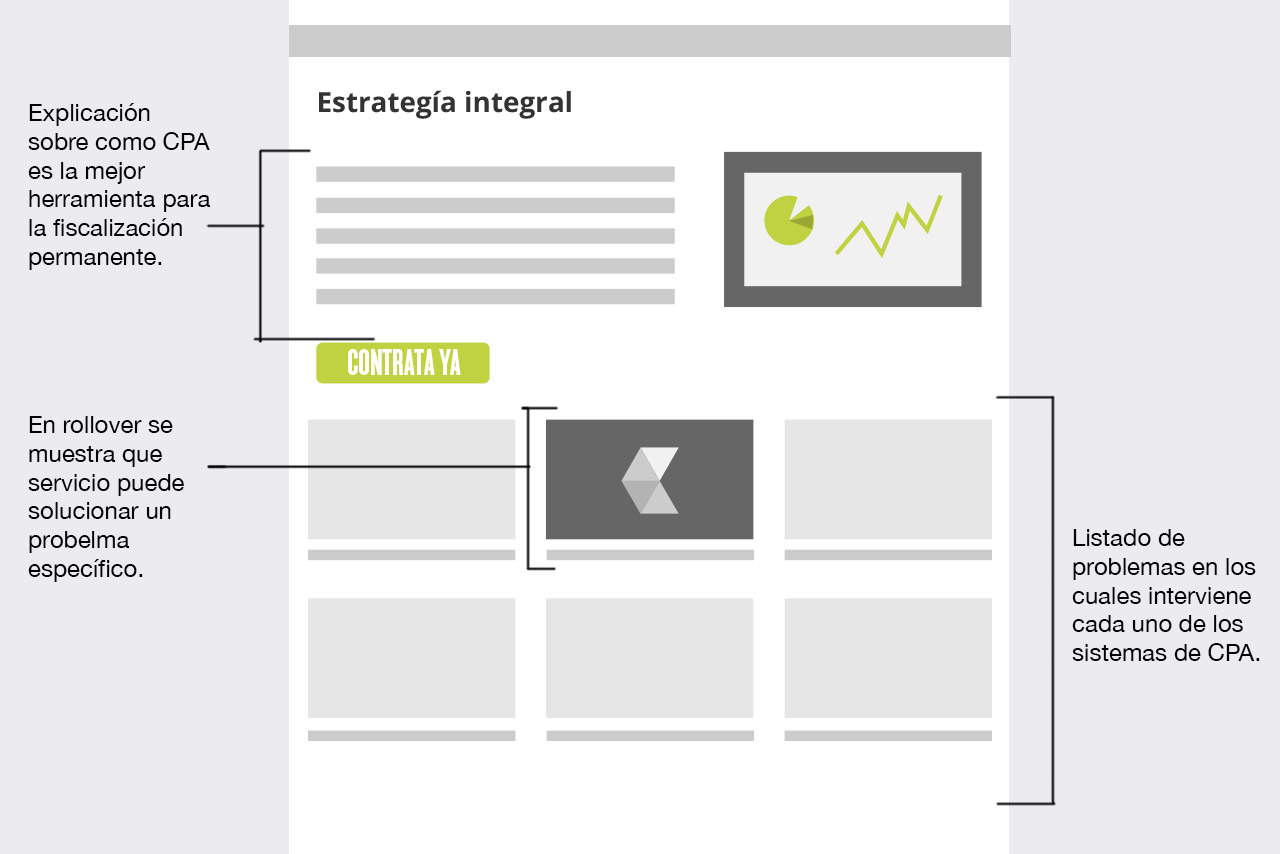 Estrategía integral
Explicación
sobre como CPA
es la mejor
herramienta para
la fiscalización
permanente.
CONTRATA YA
En rollover se
muestra que
servicio puede
solucionar un
probelma
específico.
Listado de
problemas en los
cuales interviene
cada uno de los
sistemas de CPA.